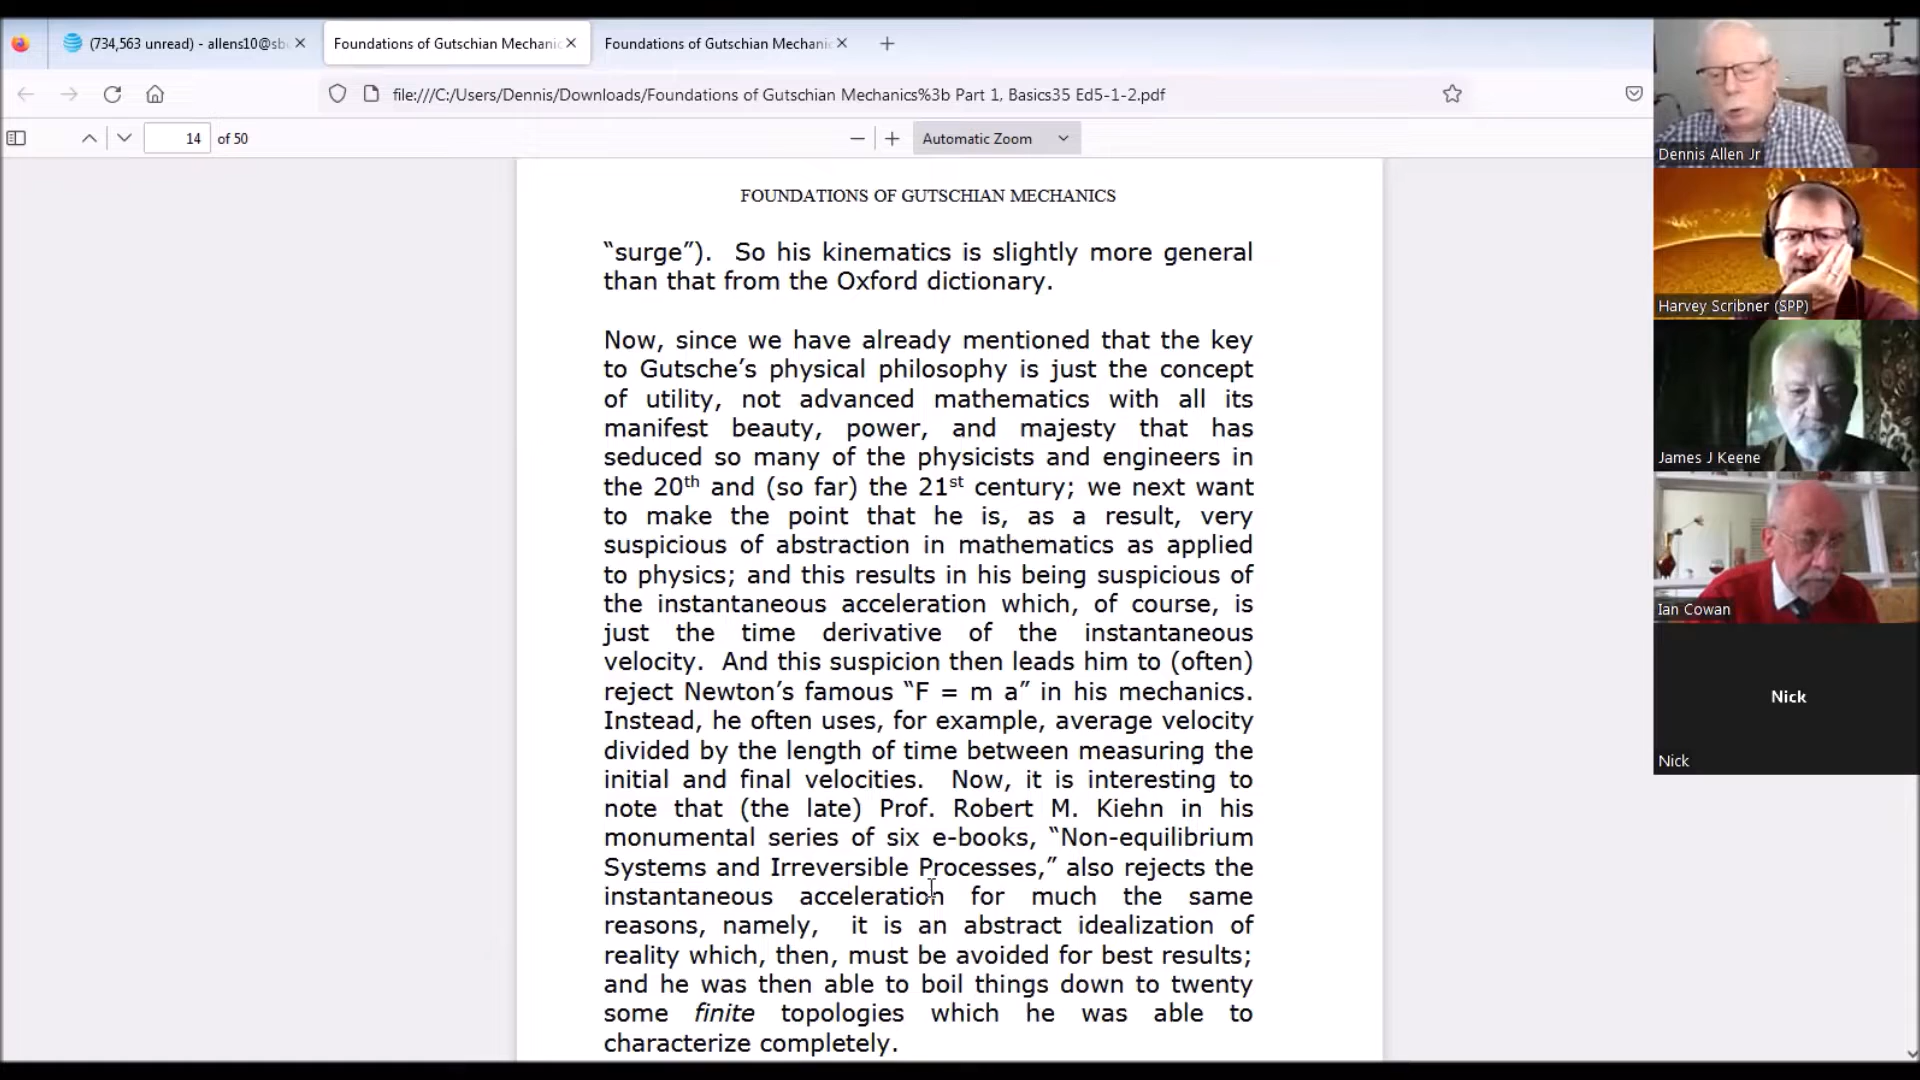 (734,563 unread) - allens10@sb
Foundations of Gutschian Mechanic
Foundations of Gutschian Mechani
file:///C:/Users/Dennis/Downloads/Foundations of Gutschian Mechanics%3b Part 1, Basics35 Ed5-1-2.pdf
14 of 50
Automatic Zoom
FOUNDATIONS OF GUTSCHIAN MECHANICS
“surge”). So his kinematics is slightly more general
than that from the Oxford dictionary.
Now, since we have already mentioned that the key
to Gutsche’s physical philosophy is just the concept
of utility, not advanced mathematics with all its
manifest beauty, power, and majesty that has
seduced so many of the physicists and engineers in
the 20th and (so far) the 21st century; we next want
to make the point that he is, as a result, very
suspicious of abstraction in mathematics as applied
to physics; and this results in his being suspicious of
the instantaneous acceleration which, of course, is
just the time derivative of the instantaneous
velocity. And this suspicion then leads him to (often)
reject Newton’s famous “F = m a” in his mechanics.
Instead, he often uses, for example, average velocity
divided by the length of time between measuring the
initial and final velocities. Now, it is interesting to
note that (the late) Prof. Robert M. Kiehn in his
monumental series of six e-books, “Non-equilibrium
Systems and Irreversible Processes,” also rejects the
instantaneous acceleration for much the same
reasons, namely, it is an abstract idealization of
reality which, then, must be avoided for best results;
and he was then able to boil things down to twenty
some finite topologies which he was able to
characterize completely.
Dennis Allen Jr
Harvey Scribner (SPP)
James J Keene
Ian Cowan
Nick
Nick